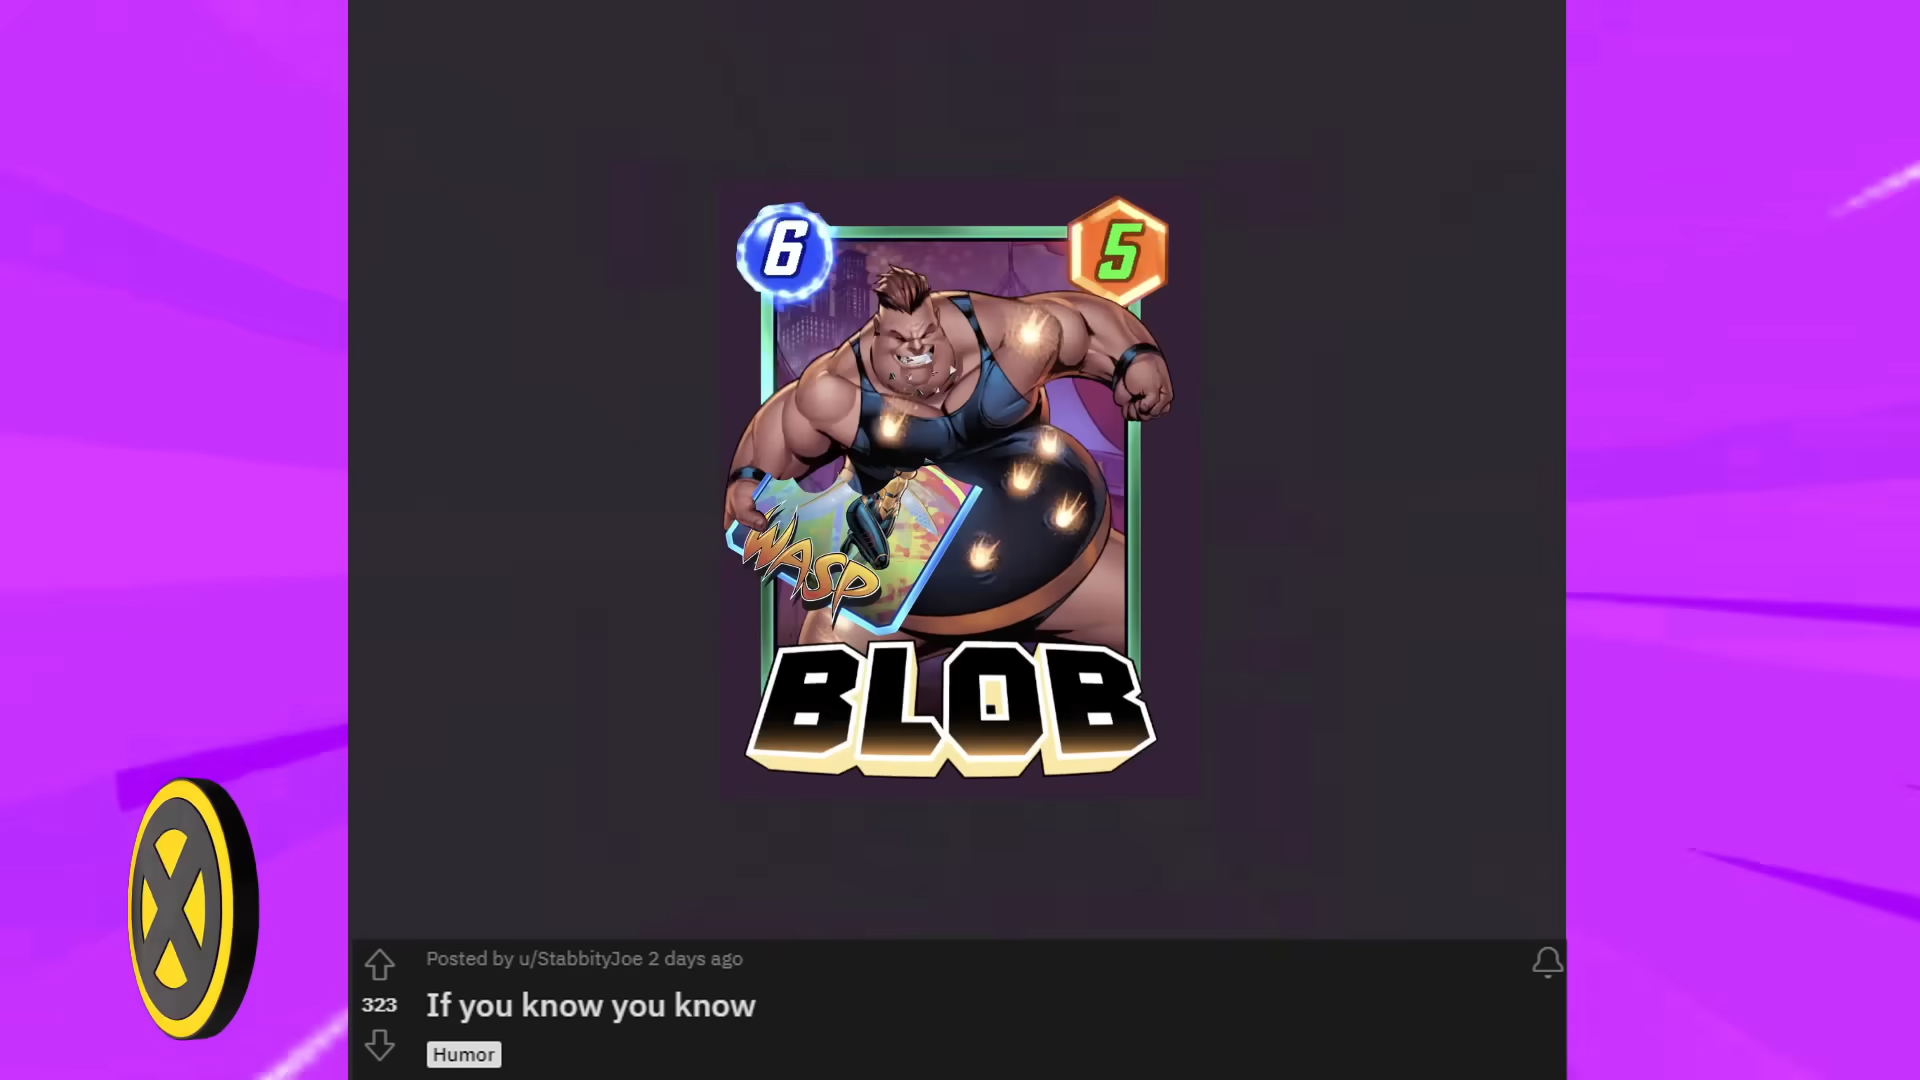 6
5
WASP
BLOB
Posted by u/StabbityJoe 2 days ago
323
If you know you know
Humor